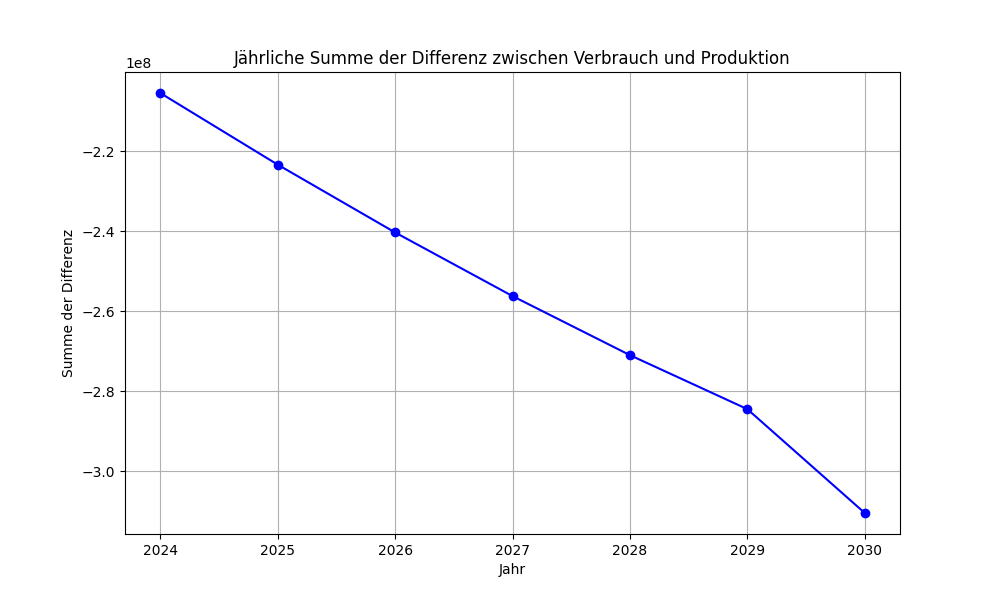 Jährliche Summe der Differenz zwischen Verbrauch und Produktion
1e8
−2.2
−2.4
−2.6
−2.8
−3.0
Summe der Differenz
2024 2025 2026 2027 2028 2029 2030
Jahr